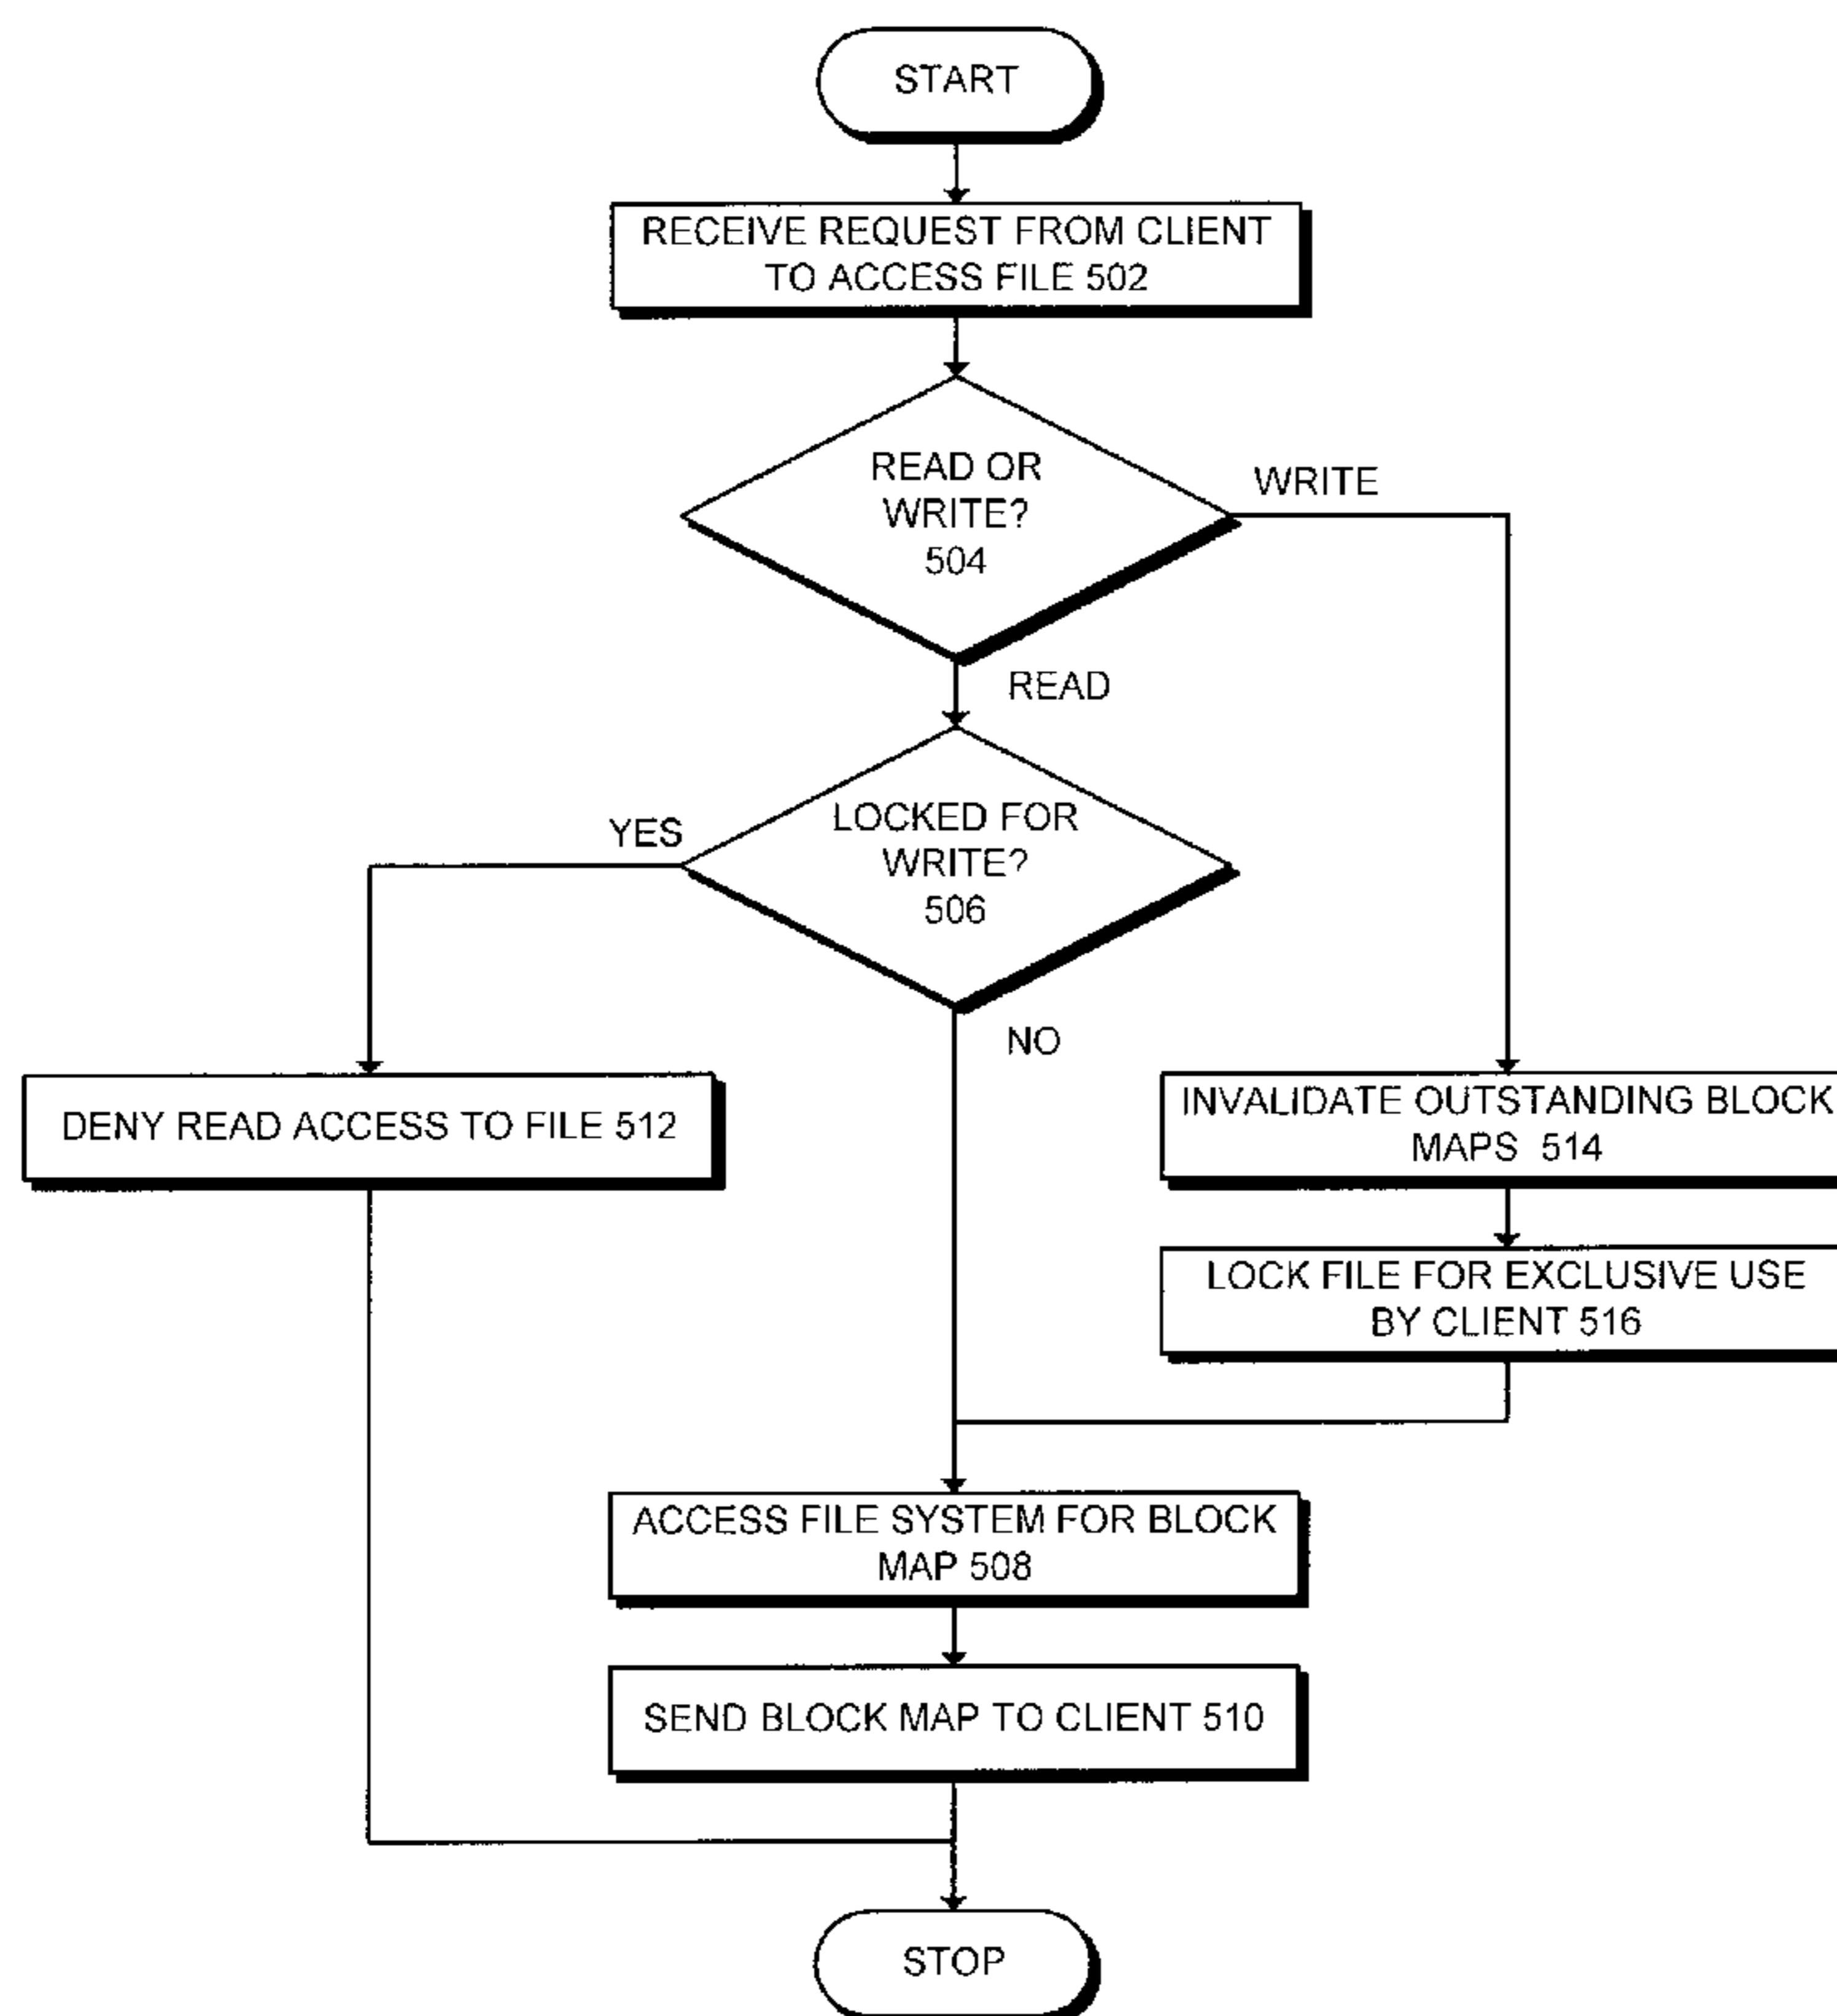 START
RECEIVE REQUEST FROM CLIENT
TO ACCESS FILE 502
READ OR
WRITE?
504
WRITE
READ
LOCKED FOR
WRITE?
506
YES
NO
DENY READ ACCESS TO FILE 512
INVALIDATE OUTSTANDING BLOCK
MAPS 514
LOCK FILE FOR EXCLUSIVE USE
BY CLIENT 516
ACCESS FILE SYSTEM FOR BLOCK
MAP 508
SEND BLOCK MAP TO CLIENT 510
STOP